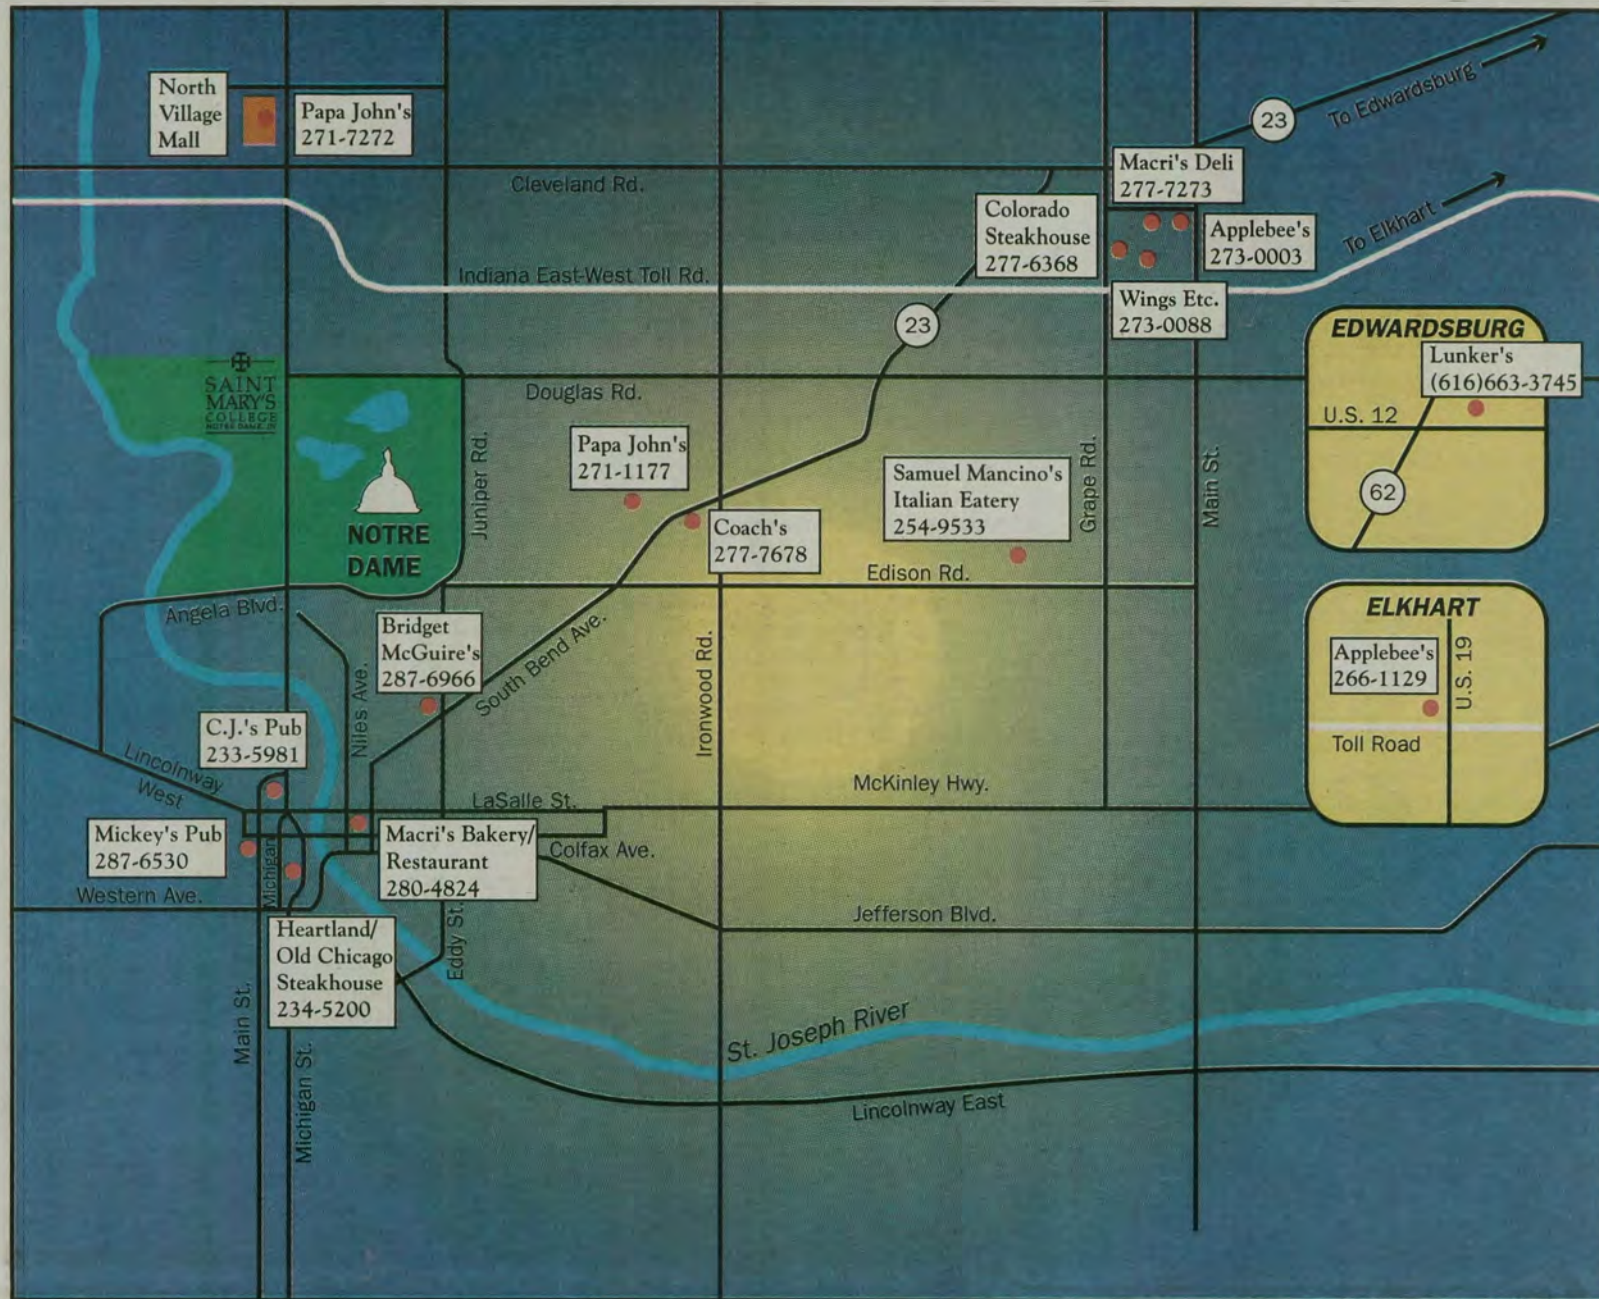 North
Village
Mall
Papa John's
271-7272
23
To Edwardsburg
Macri's Deli
277-7273
Cleveland Rd.
Colorado
Steakhouse
277-6368
Applebee's
273-0003
To Elkhart
Indiana East-West Toll Rd.
Wings Etc.
273-0088
23
EDWARDSBURG
Lunker's
(616)663-3745
U.S. 12
62
SAINT
MARY'S
COLLEGE
NOTRE DAME, IN
Douglas Rd.
Juniper Rd.
Papa John's
271-1177
Samuel Mancino's
Italian Eatery
254-9533
Grape Rd.
Main St.
NOTRE
DAME
Coach's
277-7678
Edison Rd.
Angela Blvd.
Bridget
McGuire's
287-6966
South Bend Ave.
Ironwood Rd.
Niles Ave.
ELKHART
Applebee's
266-1129
U.S. 19
Toll Road
C.J.'s Pub
233-5981
Lincolnway
West
LaSalle St.
McKinley Hwy.
Mickey's Pub
287-6530
Michigan
Macri's Bakery/
Restaurant
280-4824
Colfax Ave.
Western Ave.
Jefferson Blvd.
Eddy St.
Heartland/
Old Chicago
Steakhouse
234-5200
Main St.
Michigan St.
St. Joseph River
Lincolnway East